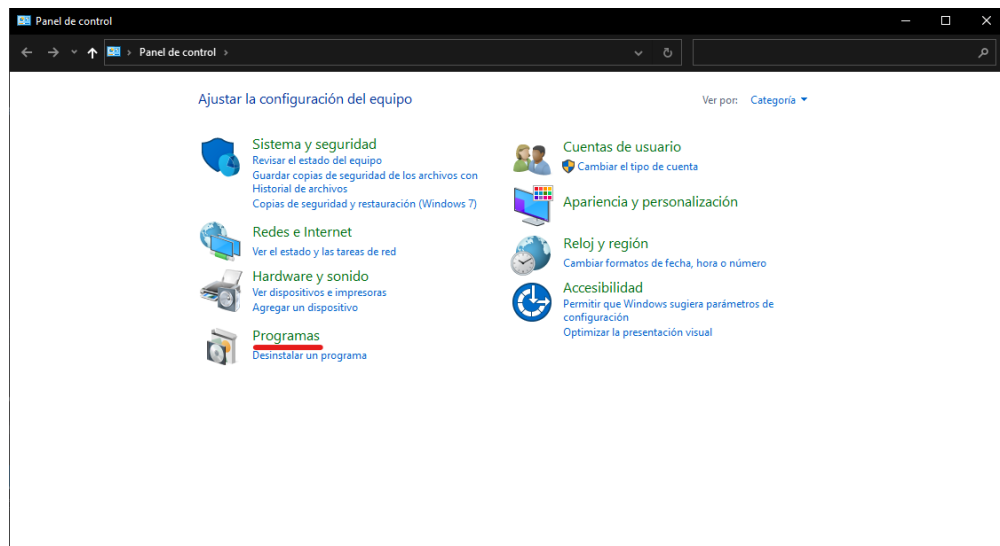 Panel de control
Panel de control
Ajustar la configuración del equipo
Ver por: Categoría
Sistema y seguridad
Revisar el estado del equipo
Guardar copias de seguridad de los archivos con
Historial de archivos
Copias de seguridad y restauración (Windows 7)
Redes e Internet
Ver el estado y las tareas de red
Hardware y sonido
Ver dispositivos e impresoras
Agregar un dispositivo
Programas
Desinstalar un programa
Cuentas de usuario
Cambiar el tipo de cuenta
Apariencia y personalización
Reloj y región
Cambiar formatos de fecha, hora o número
Accesibilidad
Permitir que Windows sugiera parámetros de
configuración
Optimizar la presentación visual